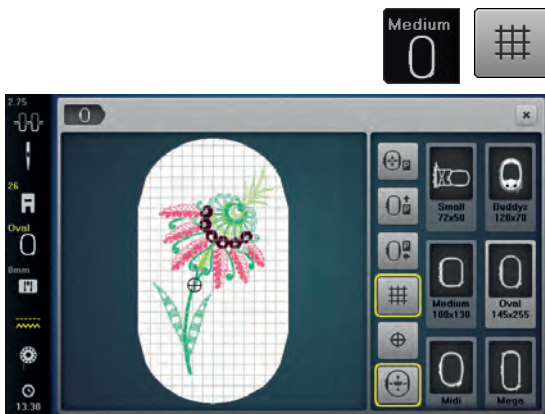 Medium
2.75
26
Oval
0mm
13:30
Small
72x50
Buddyz
120x70
Medium
100x130
Oval
145x255
Midi
Mega